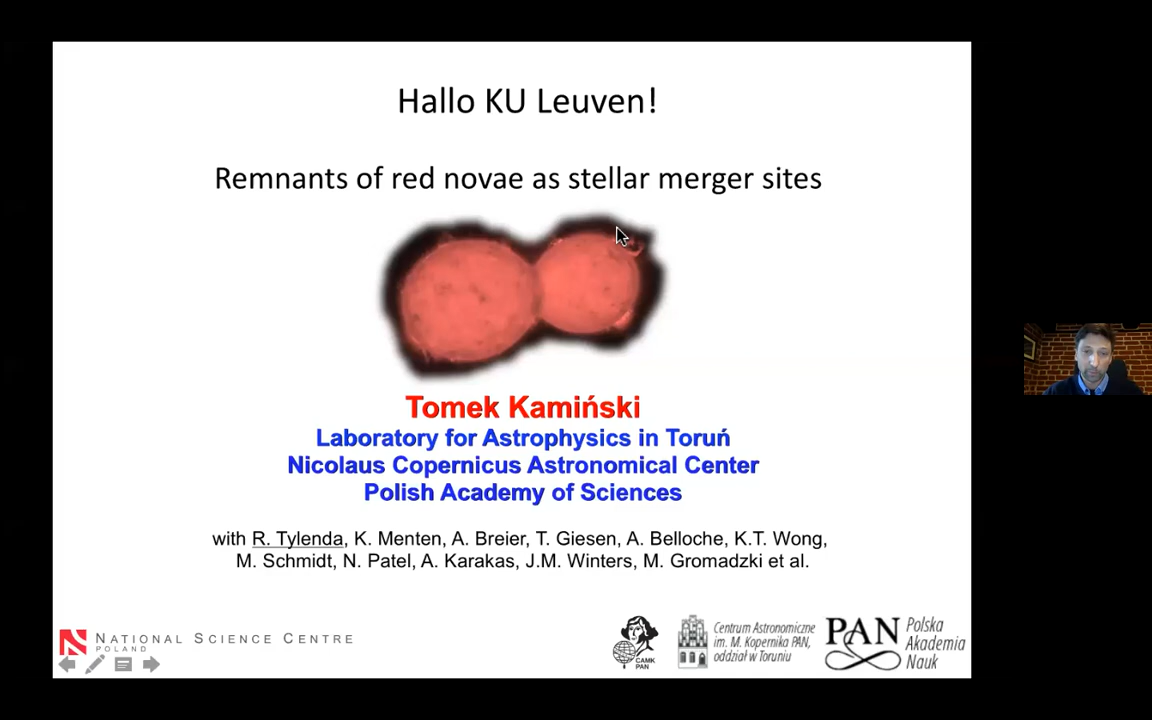 Hallo KU Leuven!
Remnants of red novae as stellar merger sites
Tomek Kamiński
Laboratory for Astrophysics in Toruń
Nicolaus Copernicus Astronomical Center
Polish Academy of Sciences
with R. Tylenda, K. Menten, A. Breier, T. Giesen, A. Belloche, K.T. Wong,
M. Schmidt, N. Patel, A. Karakas, J.M. Winters, M. Gromadzki et al.
NATIONAL SCIENCE CENTRE
POLAND
CAMK
PAN
Centrum Astronomiczne
im. M. Kopernika PAN,
oddział w Toruniu
PAN
Polska
Akademia
Nauk